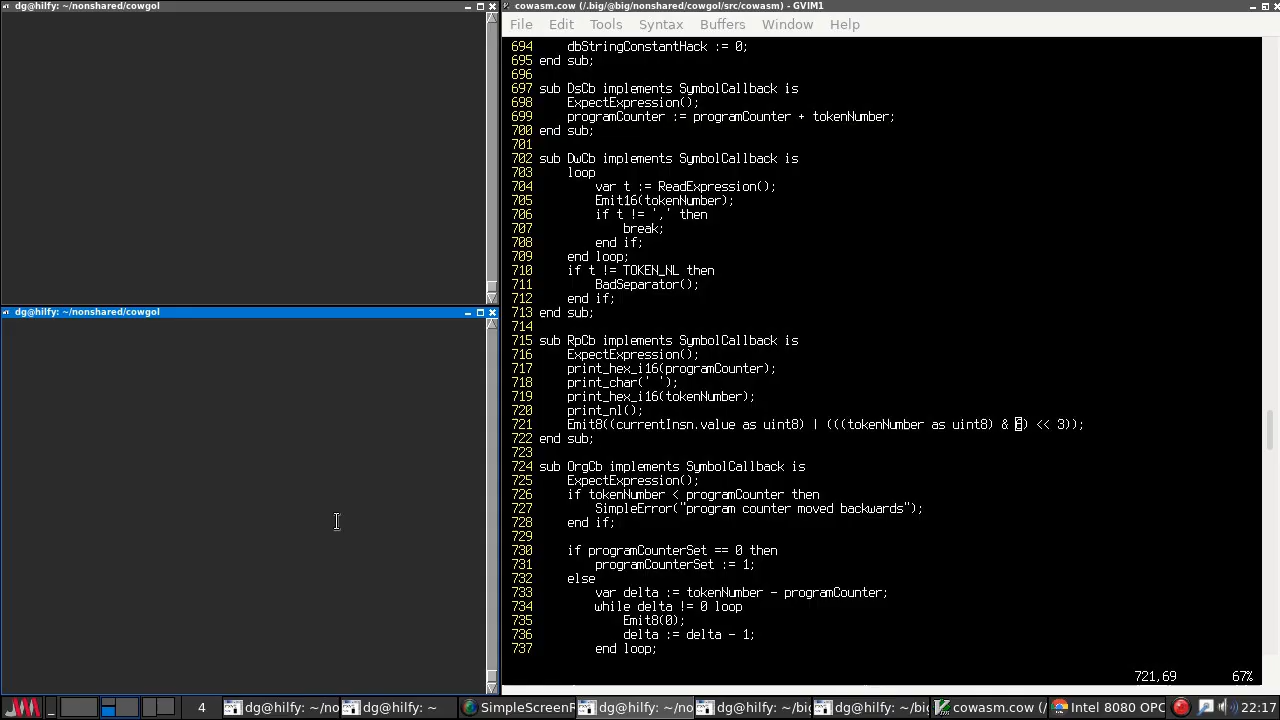 dg@hilfy: ~/nonshared/cowgol
cowasm.cow (/.big/@big/nonshared/cowgol/src/cowasm) - GVIM1
File Edit Tools Syntax Buffers Window Help
694 dbStringConstantHack := 0;
695 end sub;
696
697 sub DsCb implements SymbolCallback is
698 ExpectExpression();
699 programCounter := programCounter + tokenNumber;
700 end sub;
701
702 sub DwCb implements SymbolCallback is
703 loop
704 var t := ReadExpression();
705 Emit16(tokenNumber);
706 if t != ',' then
707 break;
708 end if;
709 end loop;
710 if t != TOKEN_NL then
711 BadSeparator();
712 end if;
713 end sub;
714
715 sub RpCb implements SymbolCallback is
716 ExpectExpression();
717 print_hex_i16(programCounter);
718 print_char(' ');
719 print_hex_i16(tokenNumber);
720 print_nl();
721 Emit8((currentInsn.value as uint8) | (((tokenNumber as uint8) & ) << 3));
722 end sub;
723
724 sub OrgCb implements SymbolCallback is
725 ExpectExpression();
726 if tokenNumber < programCounter then
727 SimpleError("program counter moved backwards");
728 end if;
729
730 if programCounterSet == 0 then
731 programCounterSet := 1;
732 else
733 var delta := tokenNumber - programCounter;
734 while delta != 0 loop
735 Emit8(0);
736 delta := delta - 1;
737 end loop;
721,69 67%
dg@hilfy: ~/nonshared/cowgol
4 dg@hilfy: ~/no dg@hilfy: ~ SimpleScreenR dg@hilfy: ~/no dg@hilfy: ~/big dg@hilfy: ~/big cowasm.cow (/ Intel 8080 OPC 22:17